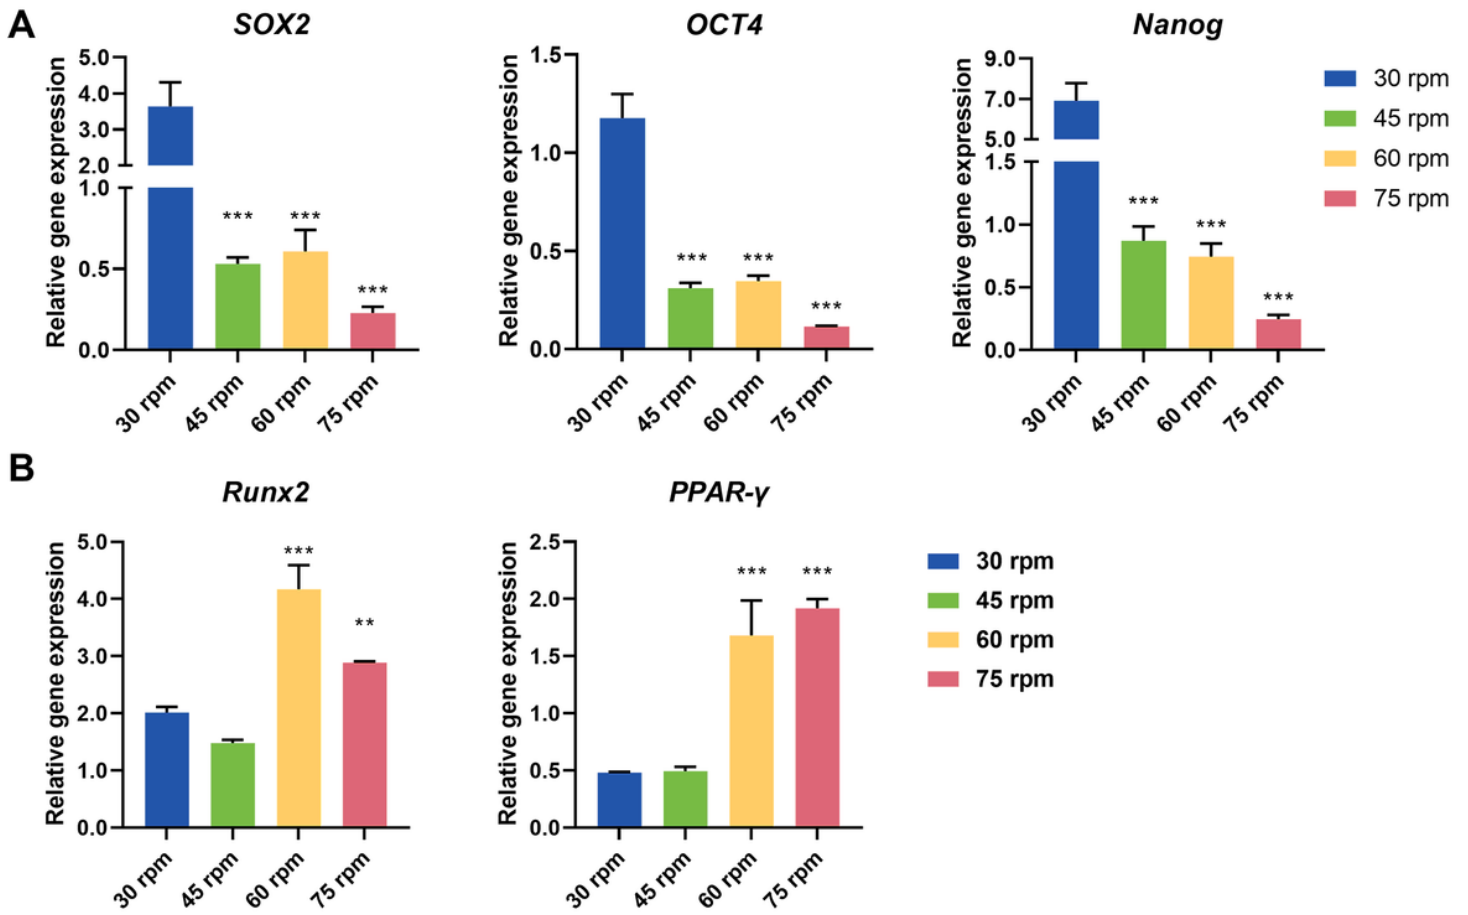 A
SOX2
OCT4
Nanog
Relative gene expression
5.0
4.0
3.0
2.0
1.0
0.5
0.0
***
***
***
30 rpm
45 rpm
60 rpm
75 rpm
Relative gene expression
1.5
1.0
0.5
0.0
***
***
***
30 rpm
45 rpm
60 rpm
75 rpm
Relative gene expression
9.0
7.0
5.0
1.5
1.0
0.5
0.0
***
***
***
30 rpm
45 rpm
60 rpm
75 rpm
30 rpm
45 rpm
60 rpm
75 rpm
B
Runx2
PPAR-γ
Relative gene expression
5.0
4.0
3.0
2.0
1.0
0.0
***
**
30 rpm
45 rpm
60 rpm
75 rpm
Relative gene expression
2.5
2.0
1.5
1.0
0.5
0.0
***
***
30 rpm
45 rpm
60 rpm
75 rpm
30 rpm
45 rpm
60 rpm
75 rpm